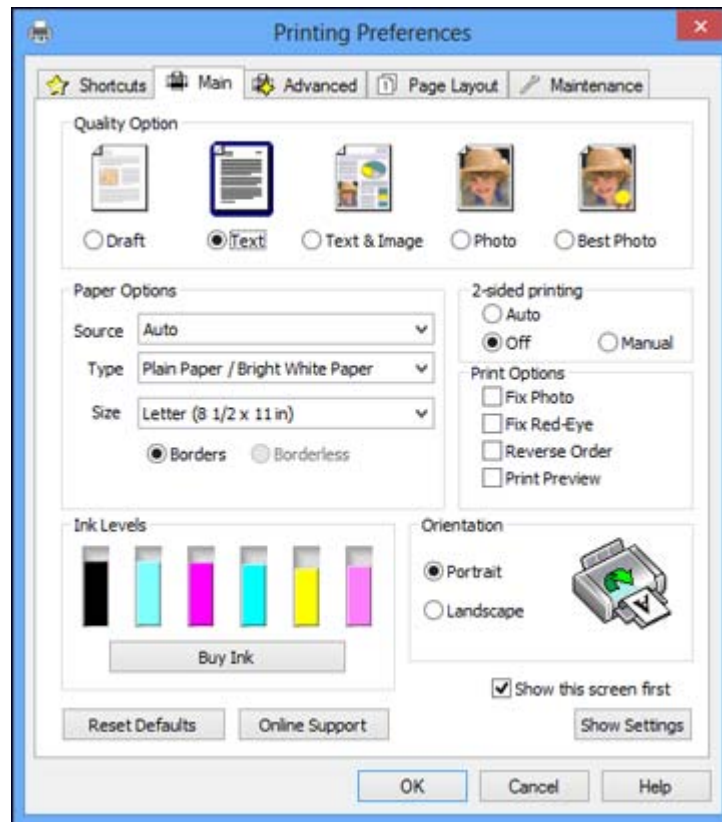 Printing Preferences
Shortcuts Main Advanced Page Layout Maintenance
Quality Option
Draft Text Text & Image Photo Best Photo
Paper Options
Source Auto
Type Plain Paper / Bright White Paper
Size Letter (8 1/2 x 11 in)
Borders Borderless
2-sided printing
Auto
Off Manual
Print Options
Fix Photo
Fix Red-Eye
Reverse Order
Print Preview
Ink Levels
Buy Ink
Orientation
Portrait
Landscape
A
Show this screen first
Reset Defaults Online Support Show Settings
OK Cancel Help